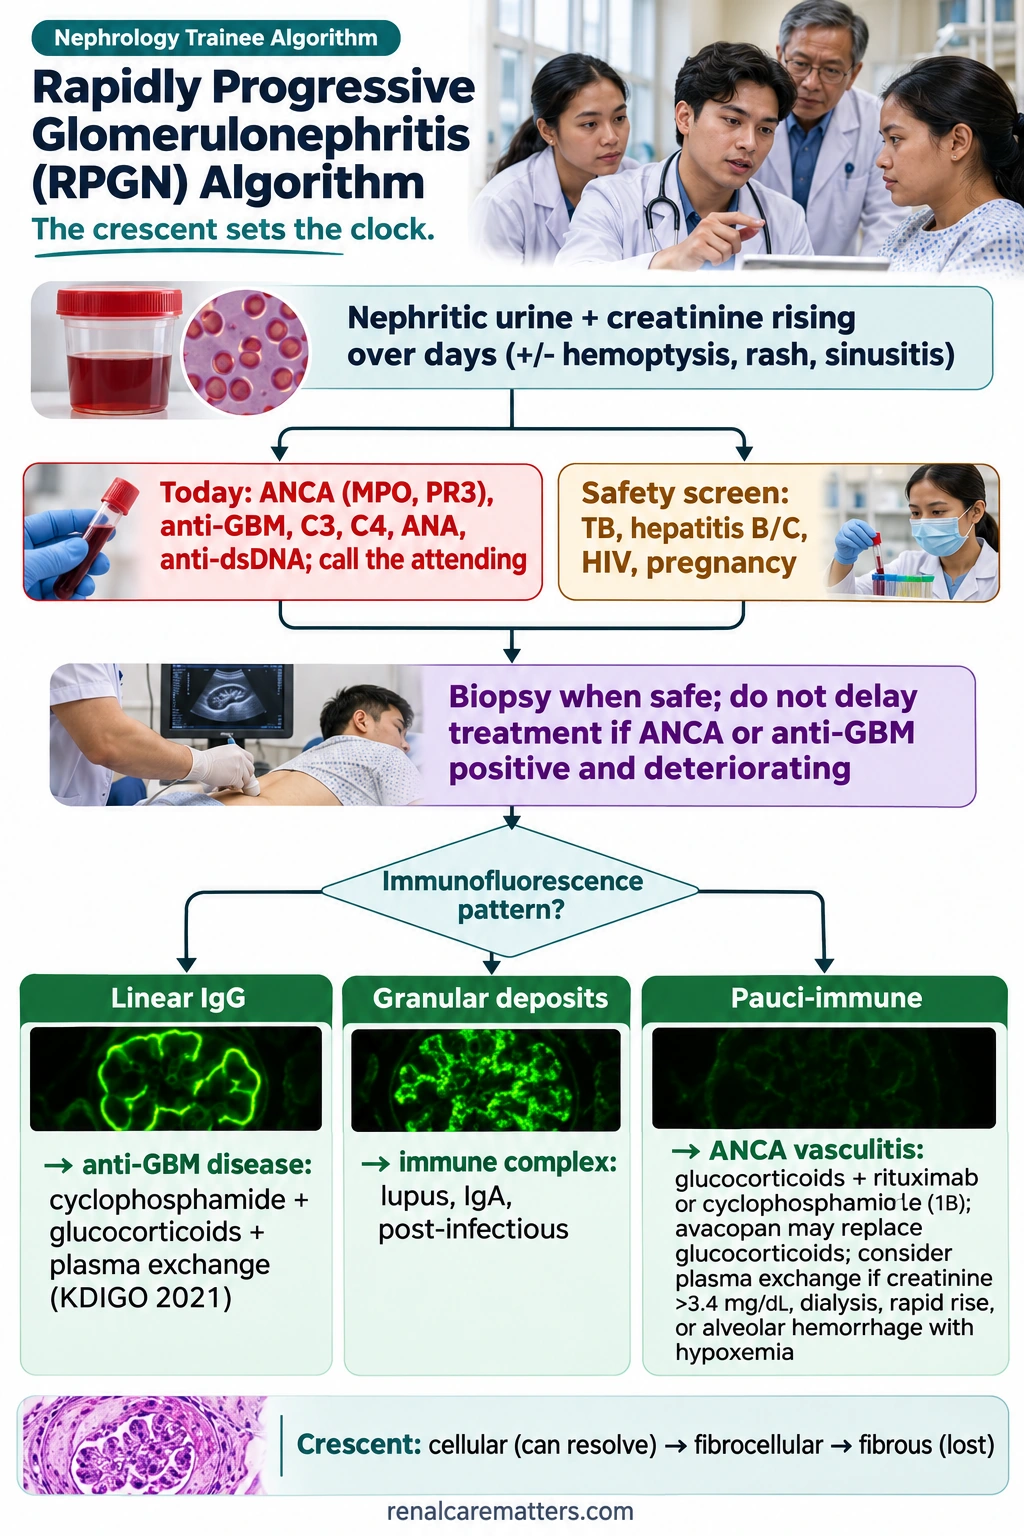 Nephrology Trainee Algorithm
Rapidly Progressive
Glomerulonephritis
(RPGN) Algorithm
The crescent sets the clock.
Nephritic urine + creatinine rising
over days (+/- hemoptysis, rash, sinusitis)
Today: ANCA (MPO, PR3),
anti-GBM, C3, C4, ANA,
anti-dsDNA; call the attending
Safety screen:
TB, hepatitis B/C,
HIV, pregnancy
Biopsy when safe; do not delay
treatment if ANCA or anti-GBM
positive and deteriorating
Immunofluorescence
pattern?
Linear IgG
→ anti-GBM disease:
cyclophosphamide +
glucocorticoids +
plasma exchange
(KDIGO 2021)
Granular deposits
→ immune complex:
lupus, IgA,
post-infectious
Pauci-immune
→ ANCA vasculitis:
glucocorticoids + rituximab
or (1B);
avacopan may replace
glucocorticoids; consider
plasma exchange if creatinine
>3.4 mg/dL, dialysis, rapid rise,
or alveolar hemorrhage with
hypoxemia
Crescent: cellular (can resolve) → fibrocellular → fibrous (lost)
renalcarematters.com